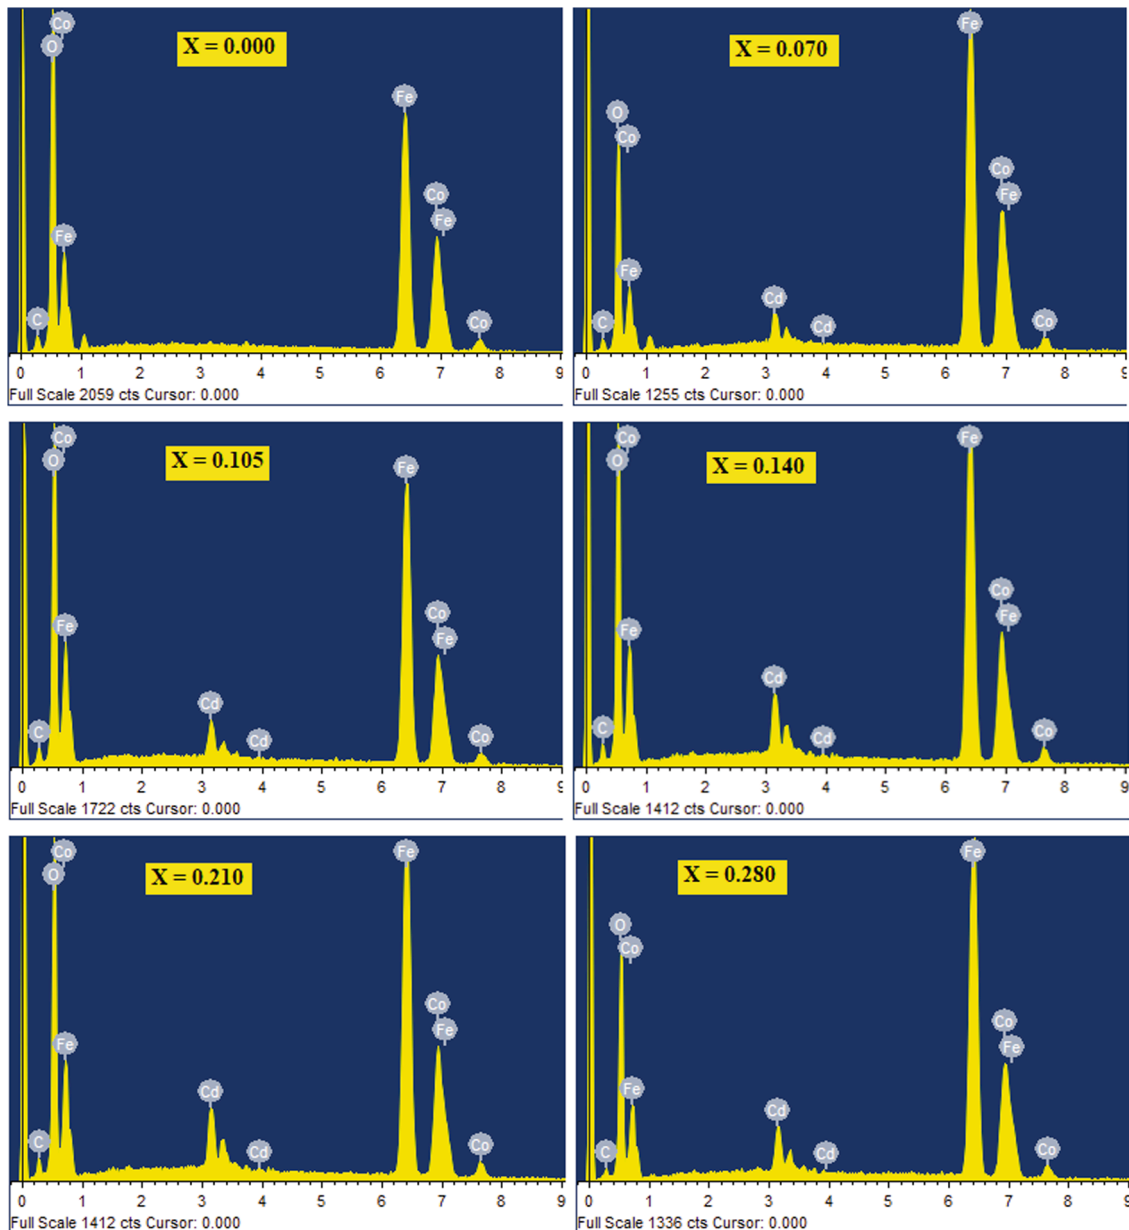 Co
O
X = 0.000
Fe
Co
Fe
Fe
C
Co
0 1 2 3 4 5 6 7 8 9
Full Scale 2059 cts Cursor: 0.000
Fe
X = 0.070
O
Co
Co
Fe
Fe
Cd
C
Cd
Co
0 1 2 3 4 5 6 7 8 9
Full Scale 1255 cts Cursor: 0.000
Co
O
X = 0.105
Fe
Co
Fe
Fe
Cd
C
Cd
Co
0 1 2 3 4 5 6 7 8 9
Full Scale 1722 cts Cursor: 0.000
Co
Fe
O
X = 0.140
Co
Fe
Fe
Cd
C
Cd
Co
0 1 2 3 4 5 6 7 8 9
Full Scale 1412 cts Cursor: 0.000
Co
Fe
O
X = 0.210
Co
Fe
Fe
Cd
C
Cd
Co
0 1 2 3 4 5 6 7 8 9
Full Scale 1412 cts Cursor: 0.000
Fe
X = 0.280
O
Co
Co
Fe
Fe
Cd
C
Cd
Co
0 1 2 3 4 5 6 7 8 9
Full Scale 1336 cts Cursor: 0.000